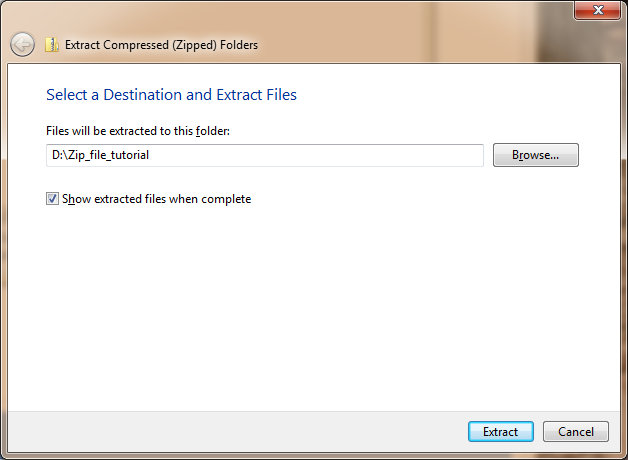 Extract Compressed (Zipped) Folders
Select a Destination and Extract Files
Files will be extracted to this folder:
D:\Zip_file_tutorial
Browse...
Show extracted files when complete
Extract
Cancel